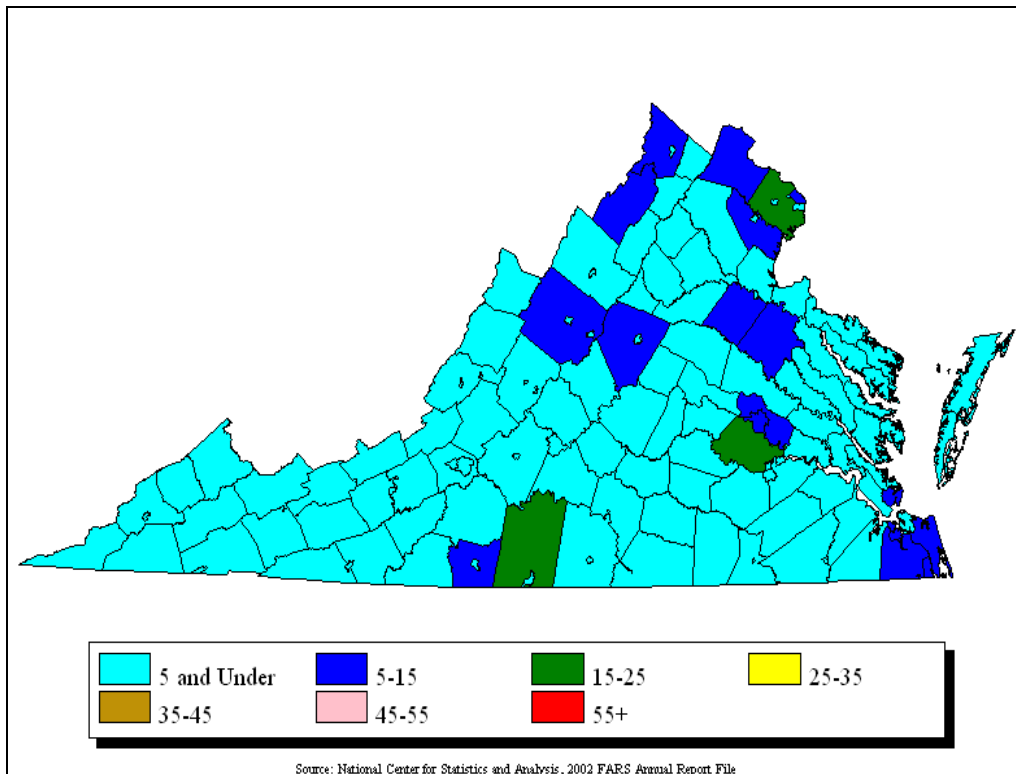 5 and Under 5-15 15-25 25-35
35-45 45-55 55+
Source: National Center for Statistics and Analysis, 2002 FARS Annual Report File